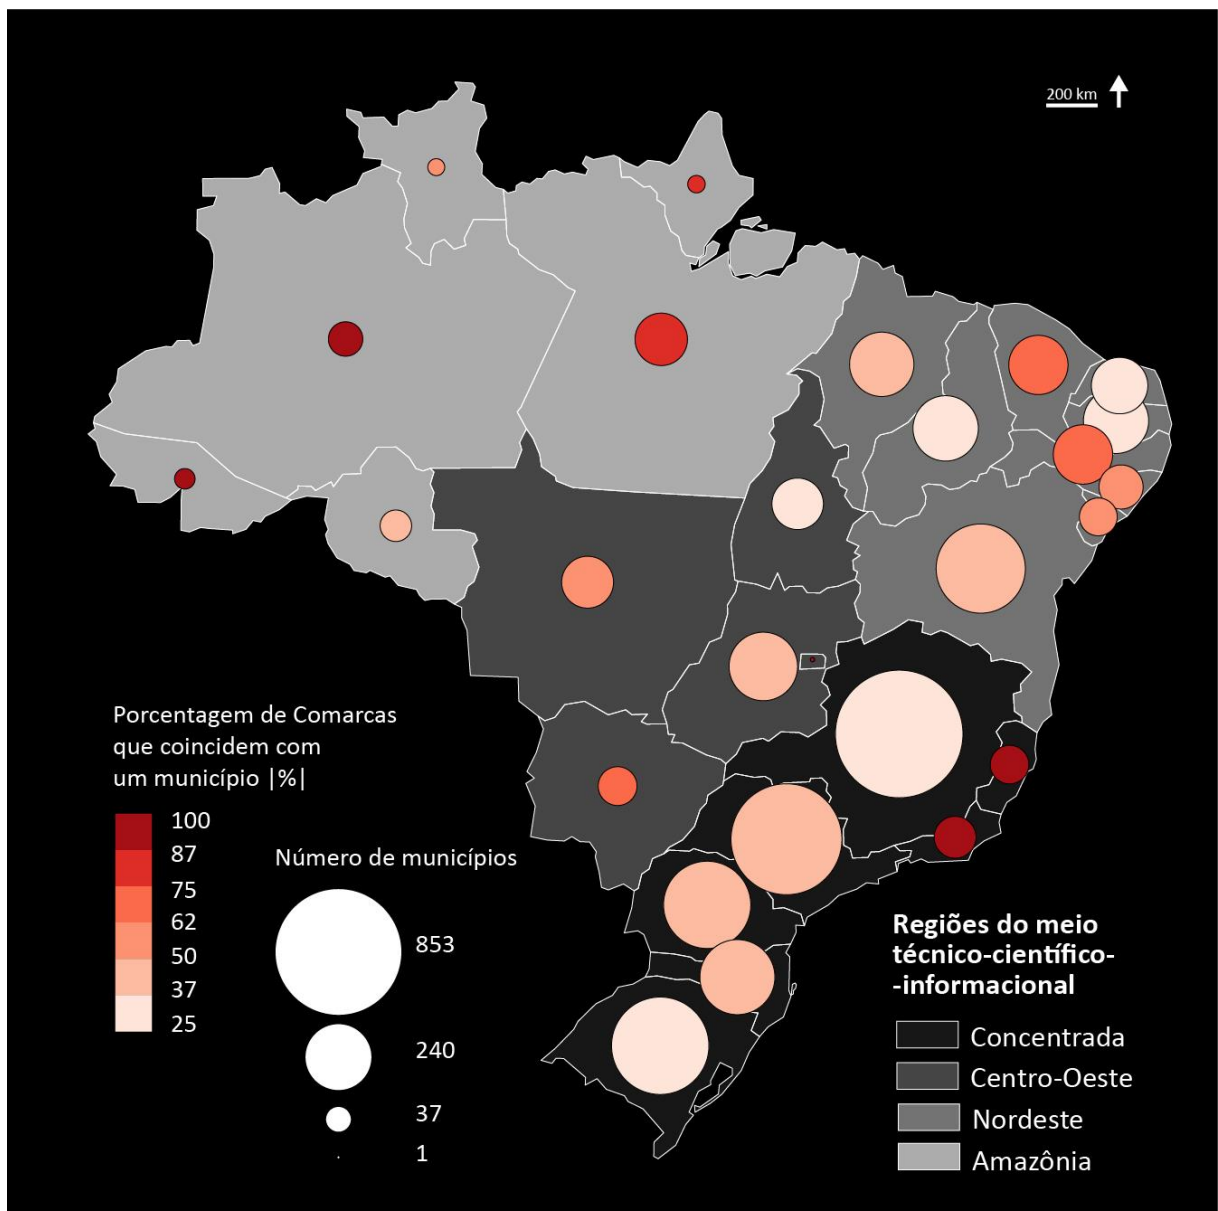 200 km
Porcentagem de Comarcas
que coincidem com
um município |%|
100
87
75
62
50
37
25
Número de municípios
853
240
37
1
Regiões do meio
técnico-científico-
-informacional
Concentrada
Centro-Oeste
Nordeste
Amazônia